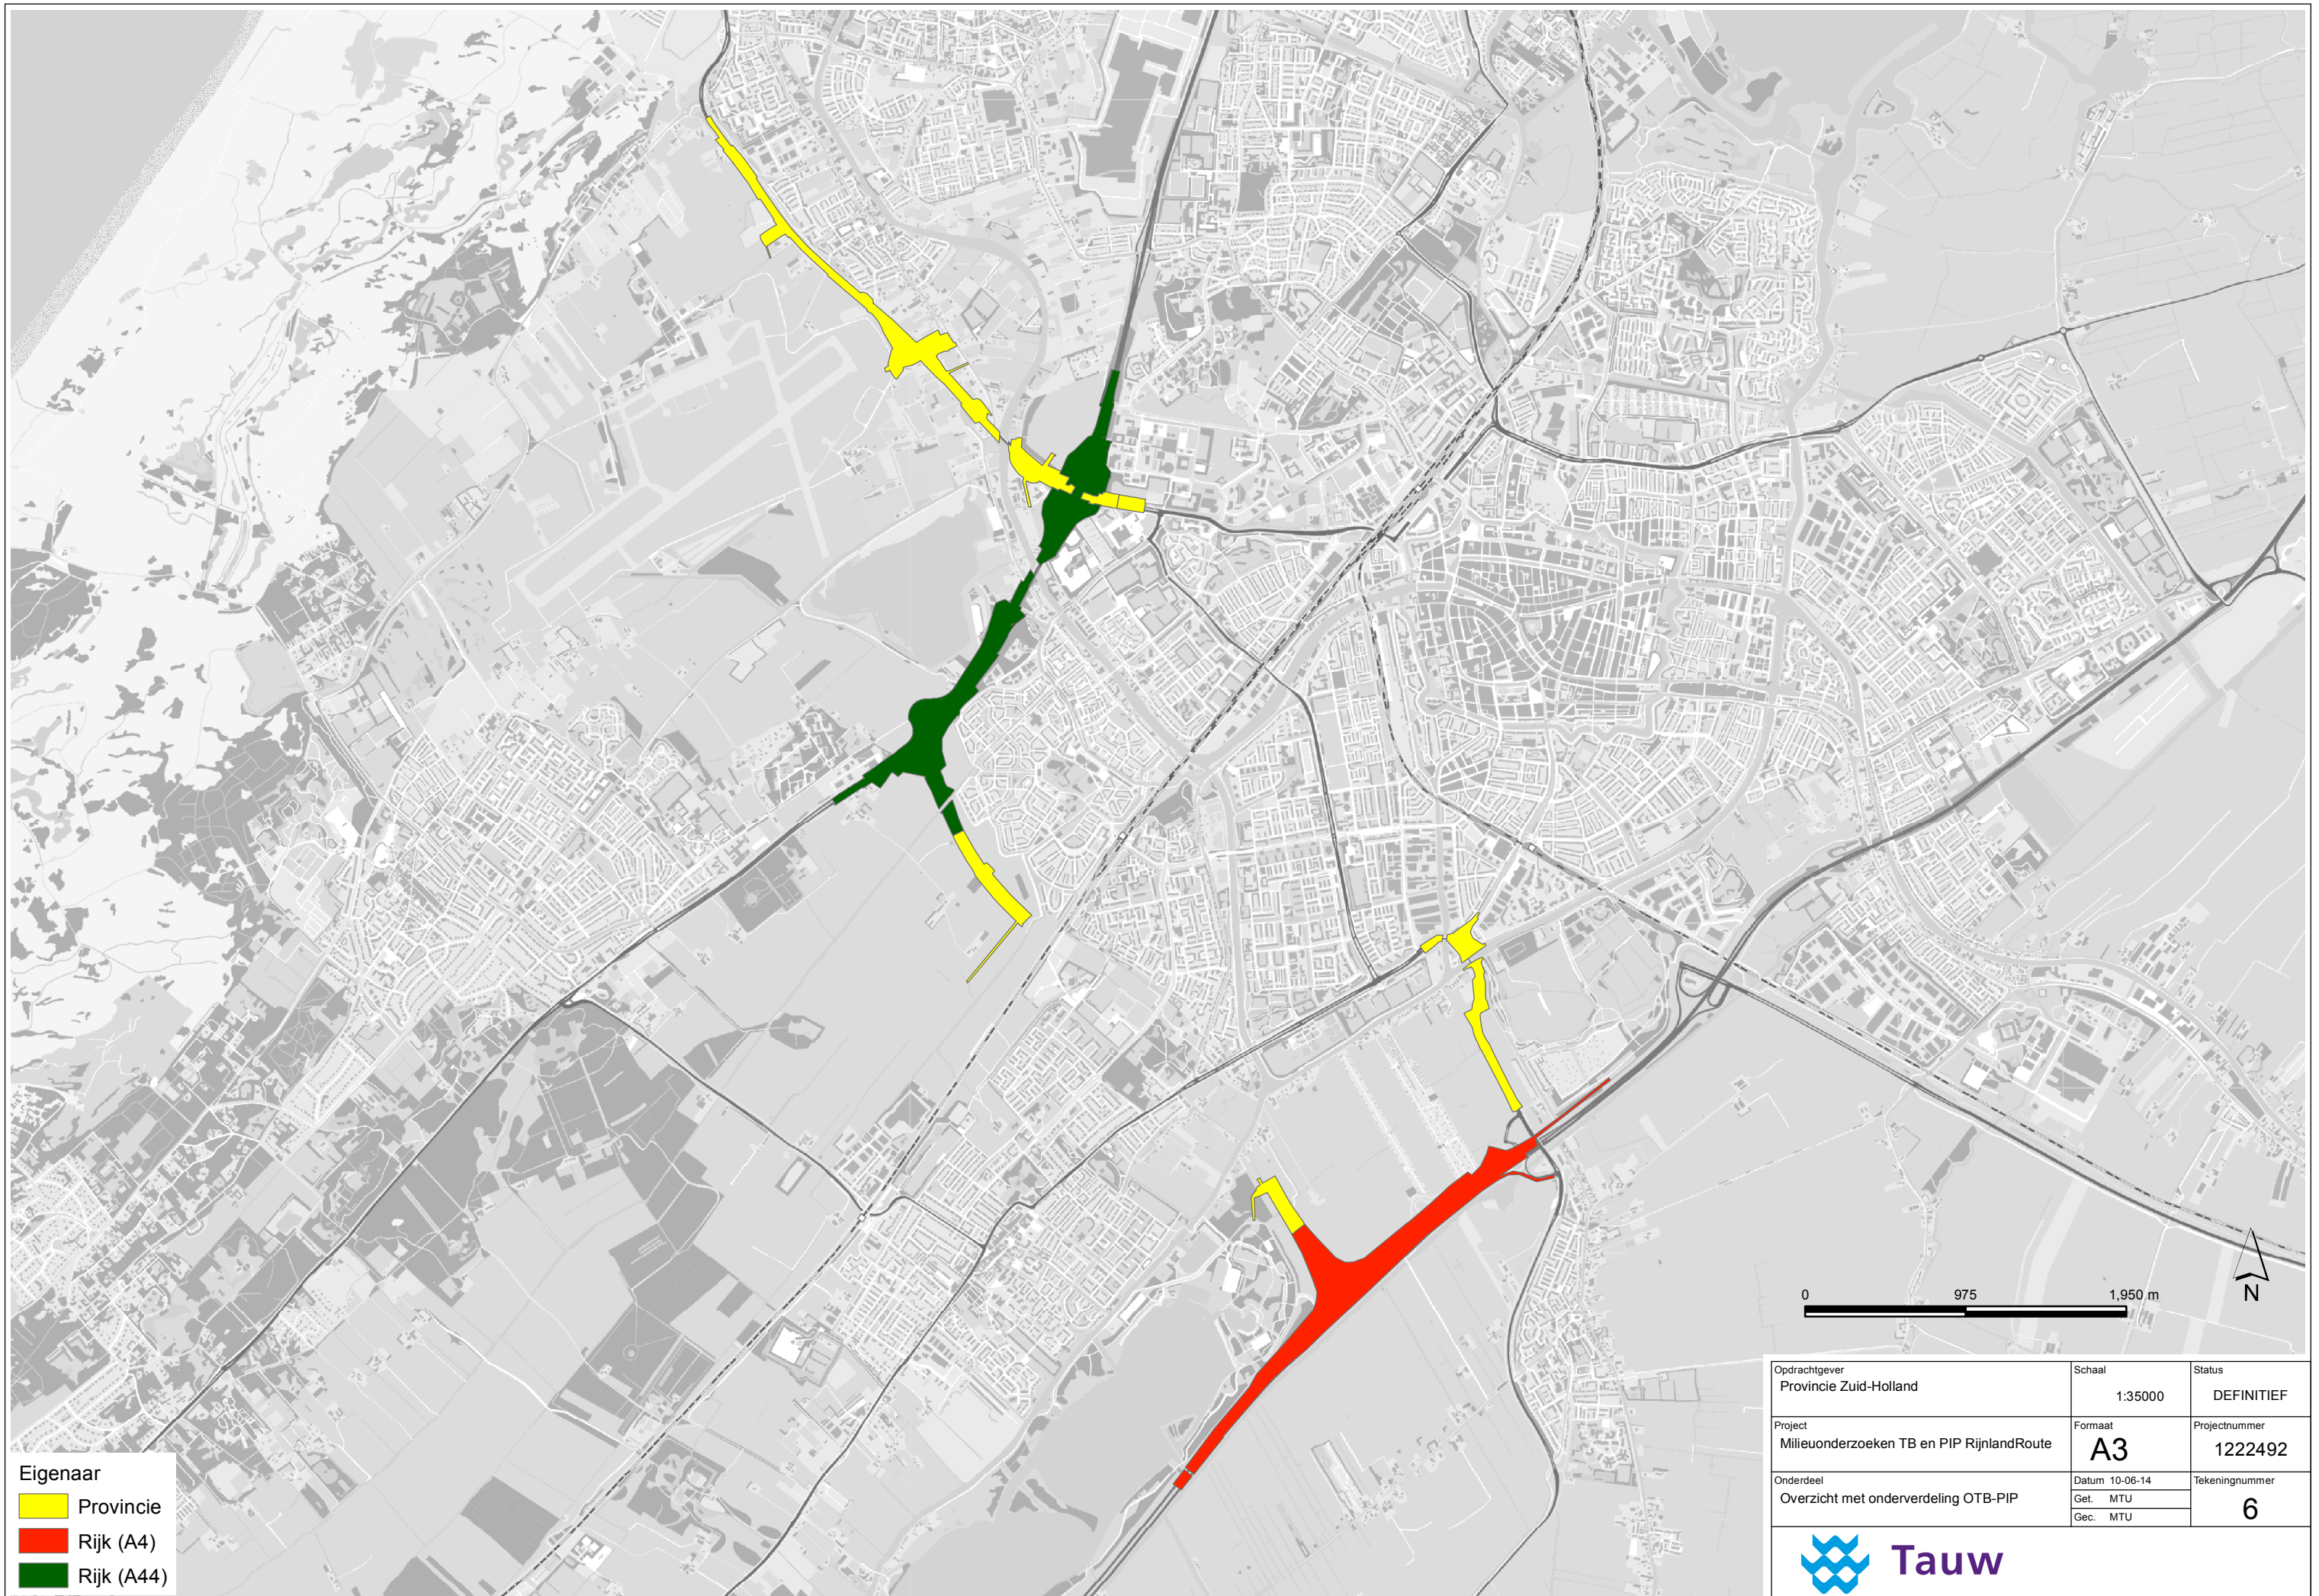 0 975 1,950 m
N
Eigenaar
Provincie
Rijk (A4)
Rijk (A44)
Opdrachtgever
Provincie Zuid-Holland
Schaal
1:35000
Status
DEFINITIEF
Project
Milieuonderzoeken TB en PIP RijnlandRoute
Formaat
A3
Projectnummer
1222492
Onderdeel
Overzicht met onderverdeling OTB-PIP
Datum 10-06-14
Get. MTU
Gec. MTU
Tekeningnummer
6
Tauw